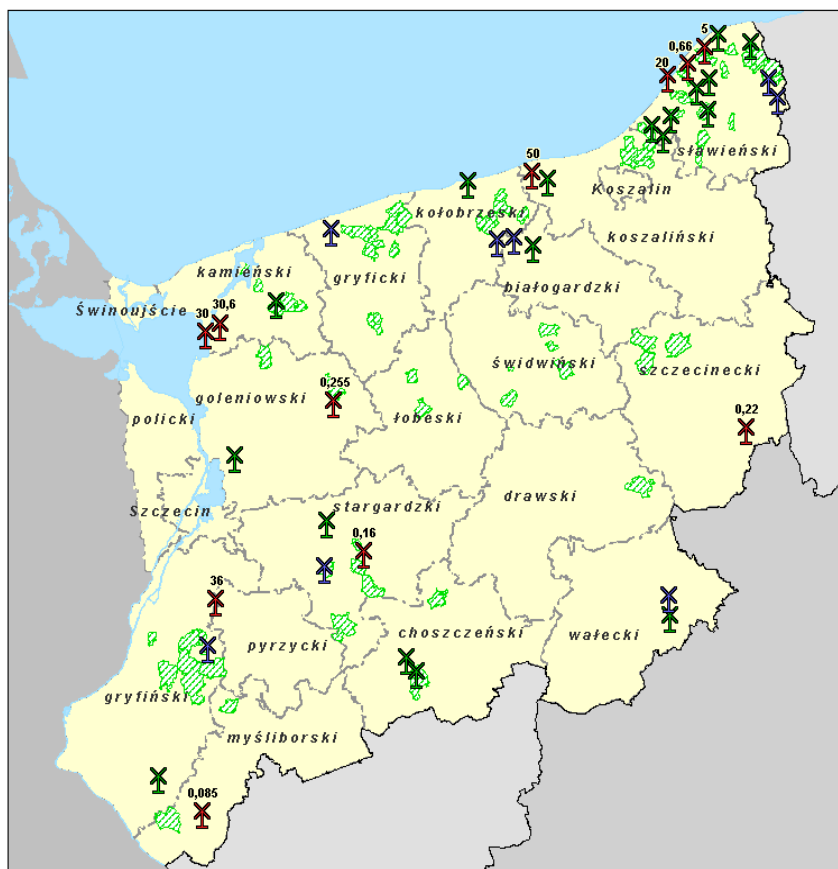 5
0,66
20
sławieński
50
Koszalin
kołobrzeski
koszaliński
kamieński
gryficki
białogardzki
Świnoujście
30
30,6
świdwiński
szczecinecki
goleniowski
0,255
łobeski
policki
0,22
drawski
Szczecin
stargardzki
0,16
36
choszczeński
wałecki
pyrzycki
gryfiński
myśliborski
0,085